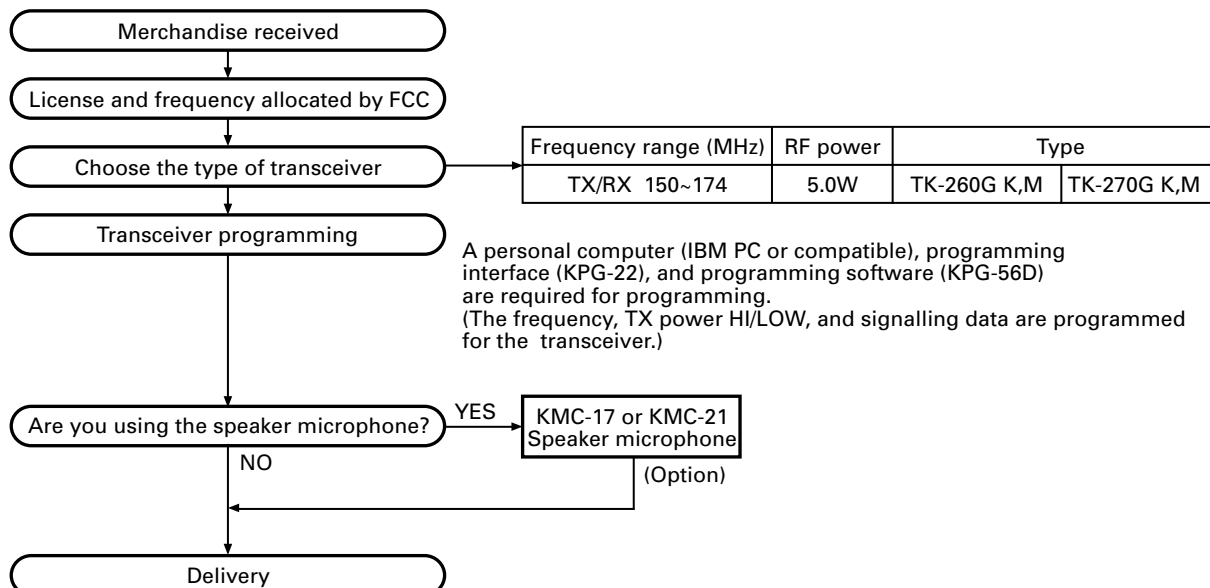 Merchandise received
License and frequency allocated by FCC
Choose the type of transceiver
Frequency range (MHz) RF power Type
TX/RX 150~174 5.0W TK-260G K,M TK-270G K,M
Transceiver programming
A personal computer (IBM PC or compatible), programming
interface (KPG-22), and programming software (KPG-56D)
are required for programming.
(The frequency, TX power HI/LOW, and signalling data are programmed
for the transceiver.)
Are you using the speaker microphone?
YES
KMC-17 or KMC-21
Speaker microphone
NO
(Option)
Delivery